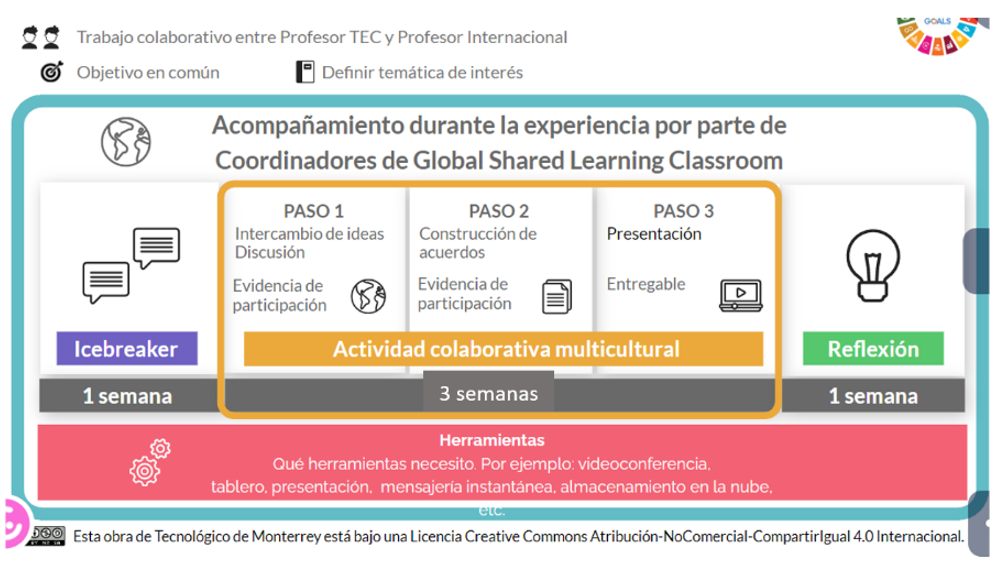 GOALS
Trabajo colaborativo entre Profesor TEC y Profesor Internacional
Objetivo en común
Definir temática de interés
Acompañamiento durante la experiencia por parte de
Coordinadores de Global Shared Learning Classroom
PASO 1
Intercambio de ideas
Discusión
Evidencia de
participación
PASO 2
Construcción de
acuerdos
Evidencia de
participación
PASO 3
Presentación
Entregable
Icebreaker
Actividad colaborativa multicultural
Reflexión
1 semana
3 semanas
1 semana
Herramientas
Qué herramientas necesito. Por ejemplo: videoconferencia,
tablero, presentación, mensajería instantánea, almacenamiento en la nube,
etc.
Esta obra de Tecnológico de Monterrey está bajo una Licencia Creative Commons Atribución-NoComercial-CompartirIgual 4.0 Internacional.